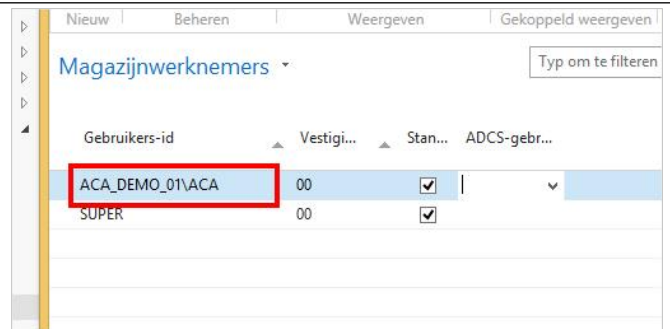 Nieuw Beheren Weergeven Gekoppeld weergeven
Magazijnwerknemers
Typ om te filteren
Gebruikers-id Vestigi... Stan... ADCS-gebr...
ACA_DEMO_01\ACA 00
SUPER 00